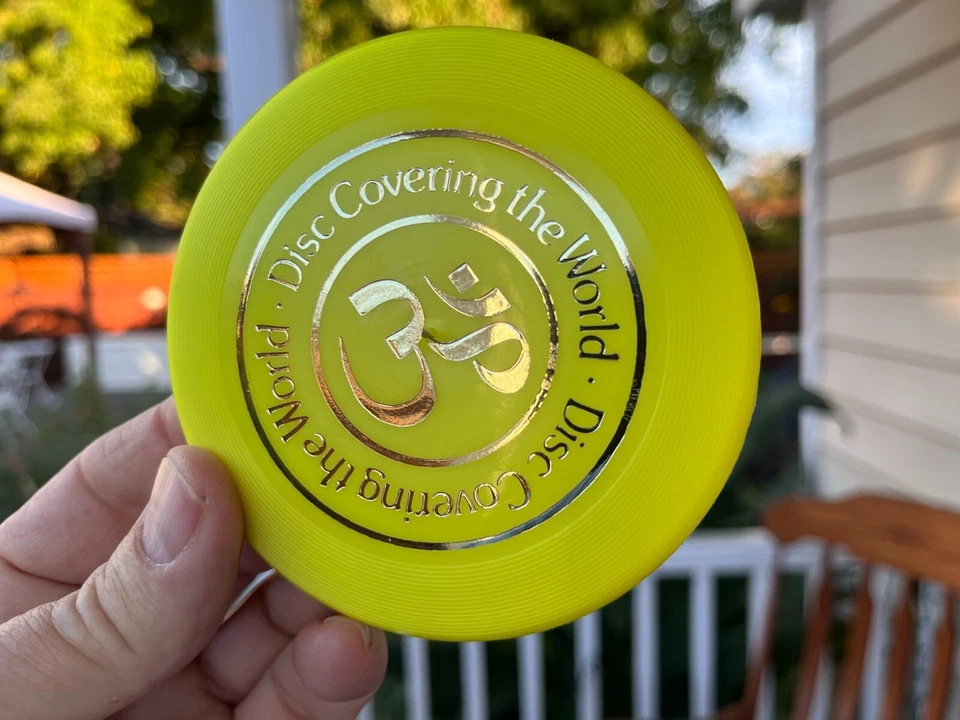 Disc Covering the World · Disc Covering the World ·
ॐ